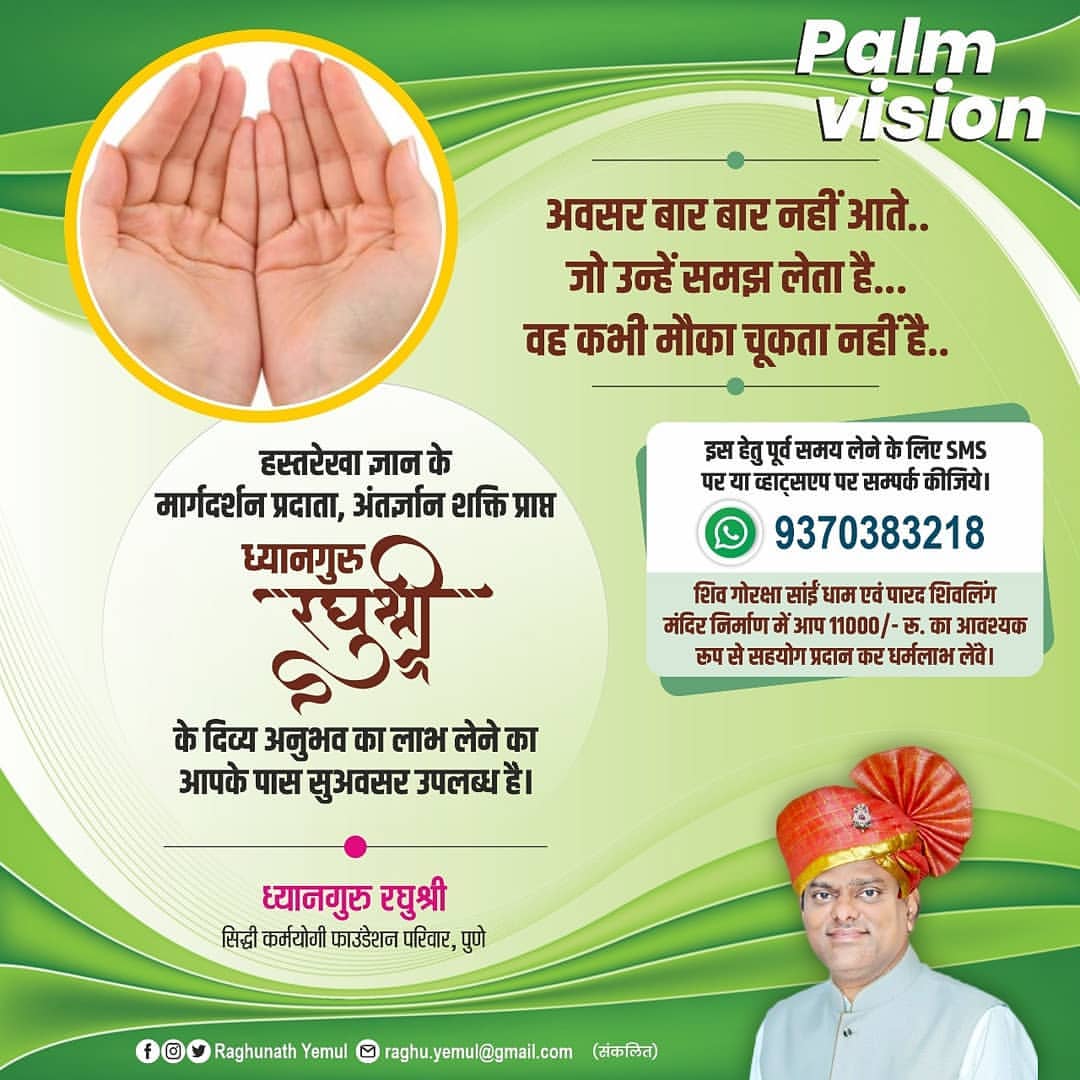 Palm
vision
अवसर बार बार नहीं आते..
जो उन्हें समझ लेता है...
वह कभी मौका चूकता नहीं है..
हस्तरेखा ज्ञान के
मार्गदर्शन प्रदाता, अंतर्ज्ञान शक्ति प्राप्त
ध्यानगुरु
रघुश्री
के दिव्य अनुभव का लाभ लेने का
आपके पास सुअवसर उपलब्ध है।
ध्यानगुरु रघुश्री
सिद्धी कर्मयोगी फाउंडेशन परिवार, पुणे
इस हेतु पूर्व समय लेने के लिए SMS
पर या व्हाट्सएप पर सम्पर्क कीजिये।
9370383218
शिव गोरक्षा सांईं धाम एवं पारद शिवलिंग
मंदिर निर्माण में आप 11000/- रू. का आवश्यक
रूप से सहयोग प्रदान कर धर्मलाभ लेंवे।
Raghunath Yemul raghu.yemul@gmail.com (संकलित)